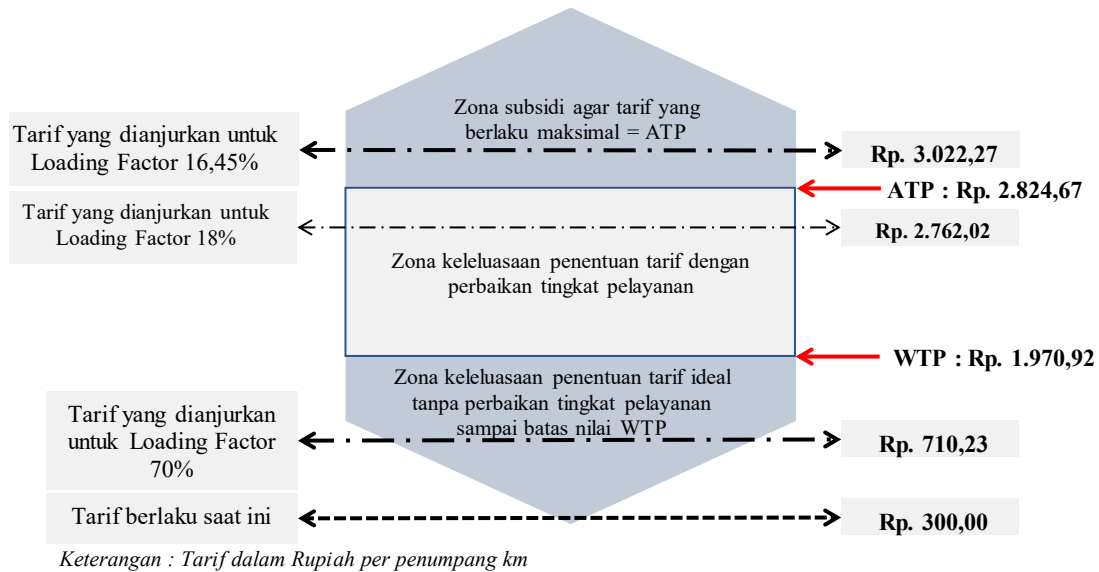 Zona subsidi agar tarif yang
berlaku maksimal = ATP
Tarif yang dianjurkan untuk
Loading Factor 16,45%
Rp. 3.022,27
ATP : Rp. 2.824,67
Tarif yang dianjurkan untuk
Loading Factor 18%
Rp. 2.762,02
Zona keleluasaan penentuan tarif dengan
perbaikan tingkat pelayanan
WTP : Rp. 1.970,92
Zona keleluasaan penentuan tarif ideal
tanpa perbaikan tingkat pelayanan
sampai batas nilai WTP
Tarif yang dianjurkan
untuk Loading Factor
70%
Rp. 710,23
Tarif berlaku saat ini
Rp. 300,00
Keterangan : Tarif dalam Rupiah per penumpang km